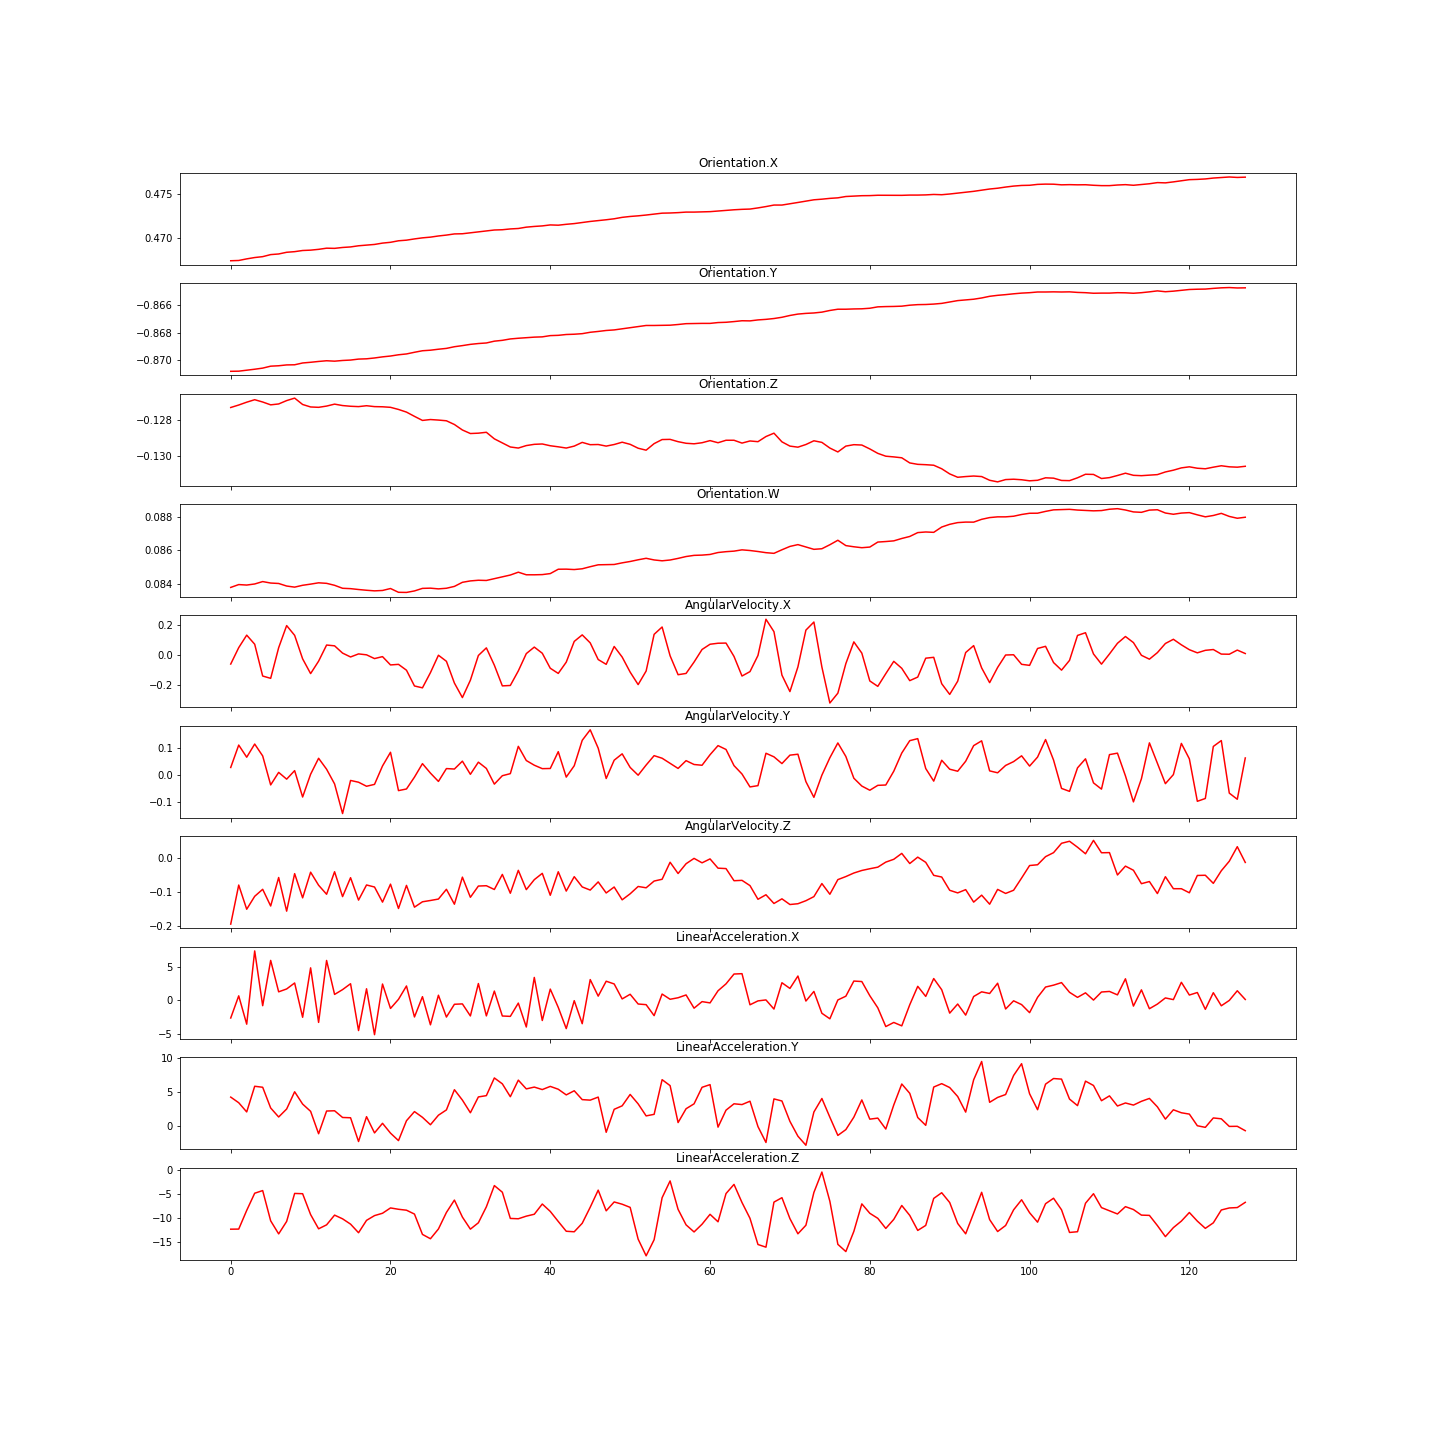 Orientation.X
0.475
0.470
Orientation.Y
−0.866
−0.868
−0.870
Orientation.Z
−0.128
−0.130
Orientation.W
0.088
0.086
0.084
AngularVelocity.X
0.2
0.0
−0.2
AngularVelocity.Y
0.1
0.0
−0.1
AngularVelocity.Z
0.0
−0.1
−0.2
LinearAcceleration.X
5
0
−5
LinearAcceleration.Y
10
5
0
LinearAcceleration.Z
0
−5
−10
−15
0 20 40 60 80 100 120